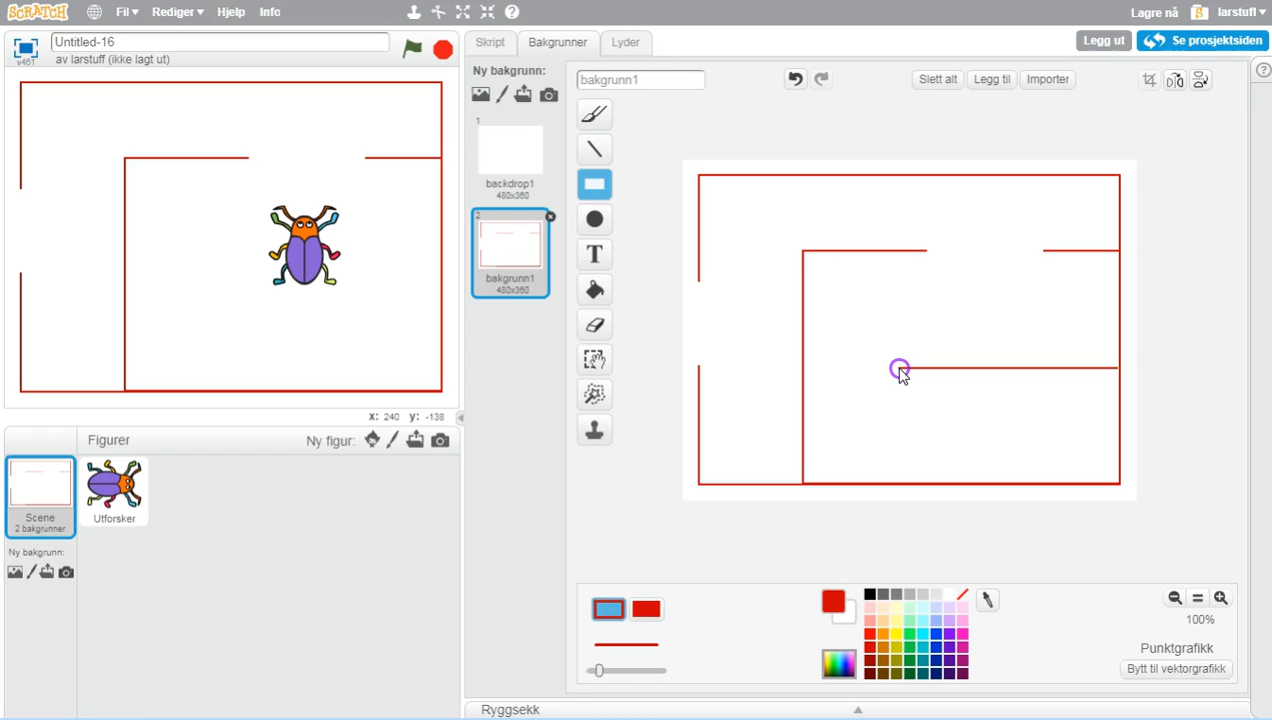 SCRATCH
Fil▾ Rediger▾ Hjelp Info
Lagre nå larstufl▾
v461
Untitled-16
av larstuff (ikke lagt ut)
Skript Bakgrunner Lyder
Legg ut Se prosjektsiden
Ny bakgrunn:
bakgrunn1
Slett alt Legg til Importer
1
backdrop1
480x360
2
bakgrunn1
480x360
T
x: 240 y: -138
Figurer Ny figur:
Scene
2 bakgrunner
Utforsker
Ny bakgrunn:
100%
Punktgrafikk
Bytt til vektorgrafikk
Ryggsekk